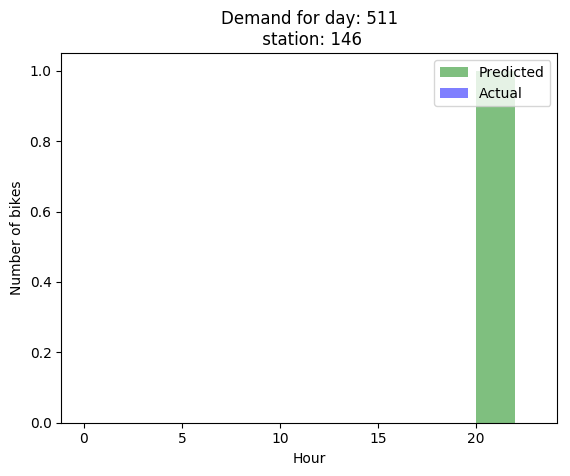 Demand for day: 511
station: 146
Predicted
Actual
Number of bikes
1.0
0.8
0.6
0.4
0.2
0.0
0 5 10 15 20
Hour